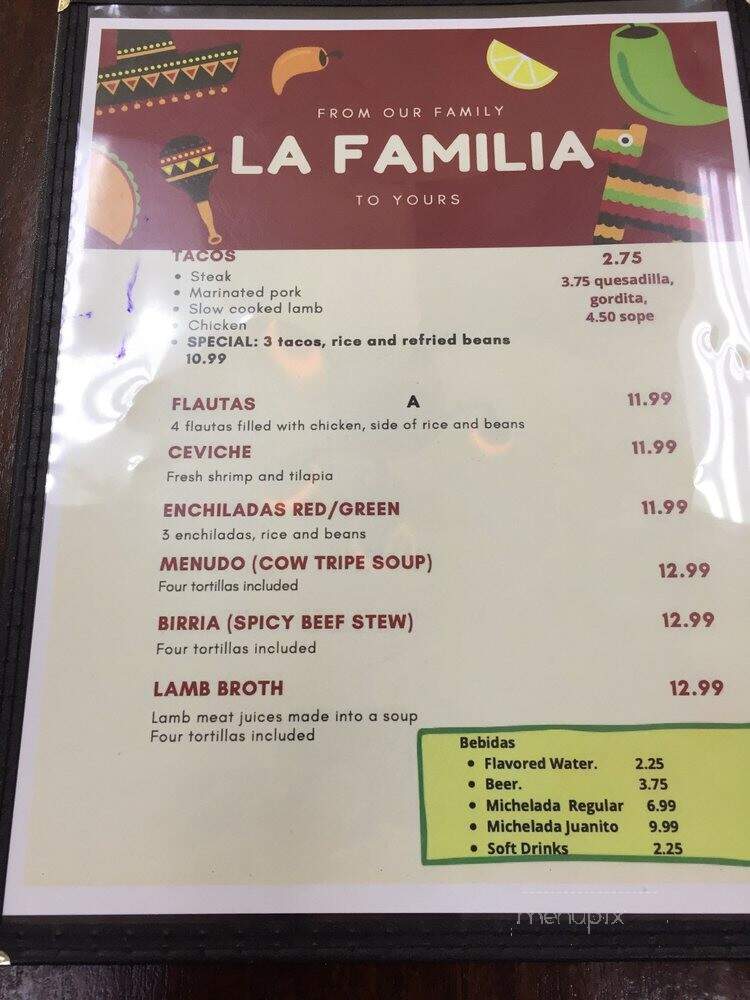 FROM OUR FAMILY
LA FAMILIA
TO YOURS
TACOS 2.75
• Steak
• Marinated pork
• Slow cooked lamb
• Chicken
3.75 quesadilla,
gordita,
4.50 sope
• SPECIAL: 3 tacos, rice and refried beans
10.99
FLAUTAS A 11.99
4 flautas filled with chicken, side of rice and beans
CEVICHE 11.99
Fresh shrimp and tilapia
ENCHILADAS RED/GREEN 11.99
3 enchiladas, rice and beans
MENUDO (COW TRIPE SOUP) 12.99
Four tortillas included
BIRRIA (SPICY BEEF STEW) 12.99
Four tortillas included
LAMB BROTH 12.99
Lamb meat juices made into a soup
Four tortillas included
Bebidas
• Flavored Water. 2.25
• Beer. 3.75
• Michelada Regular 6.99
• Michelada Juanito 9.99
• Soft Drinks 2.25
menupix